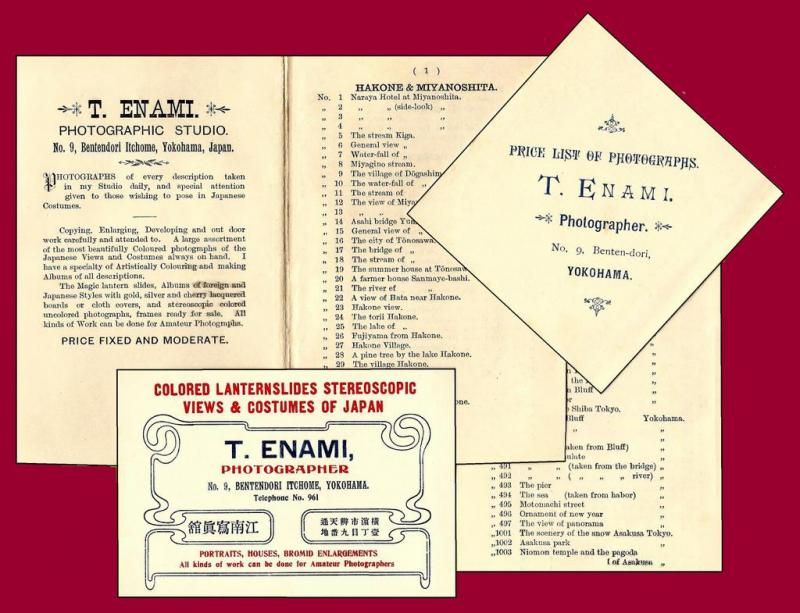 T. ENAMI.
PHOTOGRAPHIC STUDIO.
No. 9, Bentendori Itchome, Yokohama, Japan.
PHOTOGRAPHS of every description taken
in my Studio daily, and special attention
given to those wishing to pose in Japanese
Costumes.
Copying, Enlarging, Developing and out door
work carefully and attended to. A large assortment
of the most beautifully Coloured photographs of the
Japanese Views and Costumes always on hand. I
have a specialty of Artistically Colouring and making
Albums of all descriptions.
The Magic lantern slides, Albums of foreign and
Japanese Styles with gold, silver and cherry lacquered
boards or cloth covers, and stereoscopic colored
uncolored photographs, frames ready for sale. All
kinds of Work can be done for Amateur Photographs.
PRICE FIXED AND MODERATE.
( 1 )
HAKONE & MIYANOSHITA.
No. 1 Naraya Hotel at Miyanoshita.
„ 2 „ „ (side-look) „
„ 3 „ „ „
„ 4 „ „ „
„ 5 The stream Kiga.
„ 6 General view „
„ 7 Water-fall of „
„ 8 Miyagino stream.
„ 9 The village of Dōgashim
„ 10 The water-fall of „
„ 11 The stream of
„ 12 The view of Miya
„ 13 „ „
„ 14 Asahi bridge Yum
„ 15 General view of „
„ 16 The city of Tōnosawa
„ 17 The bridge of „
„ 18 The stream of „
„ 19 The summer house at Tōnosaw
„ 20 A farmer house Sanmaye-bashi.
„ 21 The river of „
„ 22 A view of Hata near Hakone.
„ 23 Hakone view.
„ 24 The torii Hakone.
„ 25 The lake of „
„ 26 Fujiyama from Hakone.
„ 27 Hakone Village.
„ 28 A pine tree by the lake Hakone.
„ 29 The village Hakone.
one.
PRICE LIST OF PHOTOGRAPHS.
T. ENAMI.
Photographer.
No. 9, Benten-dori,
YOKOHAMA.
Bluff „
the „
Bluff „
or „
e Shiba Tokyo.
Bluff Yokohama.
„ „
„
aken from Bluff) „
ulate „
„ 491 „ „ (taken from the bridge) „
„ 492 „ „ ( „ „ „ river) „
„ 493 The pier „
„ 494 The sea (taken from habor) „
„ 495 Motomachi street „
„ 496 Ornament of new year „
„ 497 The view of panorama „
„1001 The scenery of the snow Asakusa Tokyo.
„1002 Asakusa park „
„1003 Niomon temple and the pagoda
( of Asakusa „
COLORED LANTERNSLIDES STEREOSCOPIC
VIEWS & COSTUMES OF JAPAN
T. ENAMI,
PHOTOGRAPHER
No. 9, BENTENDORI ITCHOME, YOKOHAMA.
Telephone No. 961
江南寫眞館
横濱市辨天通
壹丁目九番地
PORTRAITS, HOUSES, BROMID ENLARGEMENTS
All kinds of work can be done for Amateur Photographers